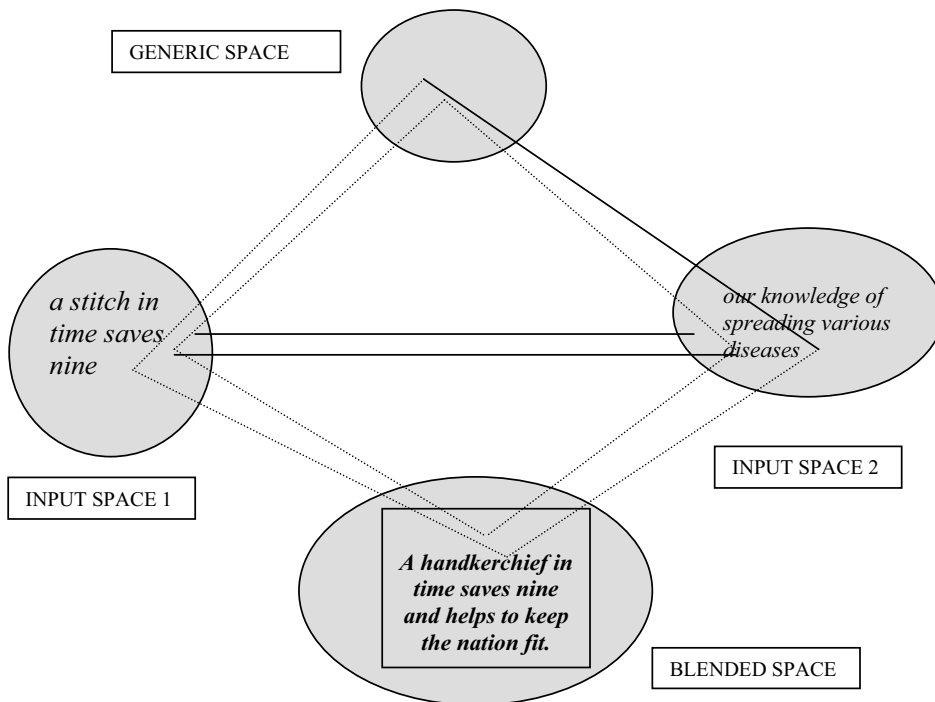 GENERIC SPACE
a stitch in
time saves
nine
our knowledge of
spreading various
diseases
INPUT SPACE 1
INPUT SPACE 2
A handkerchief in
time saves nine
and helps to keep
the nation fit.
BLENDED SPACE